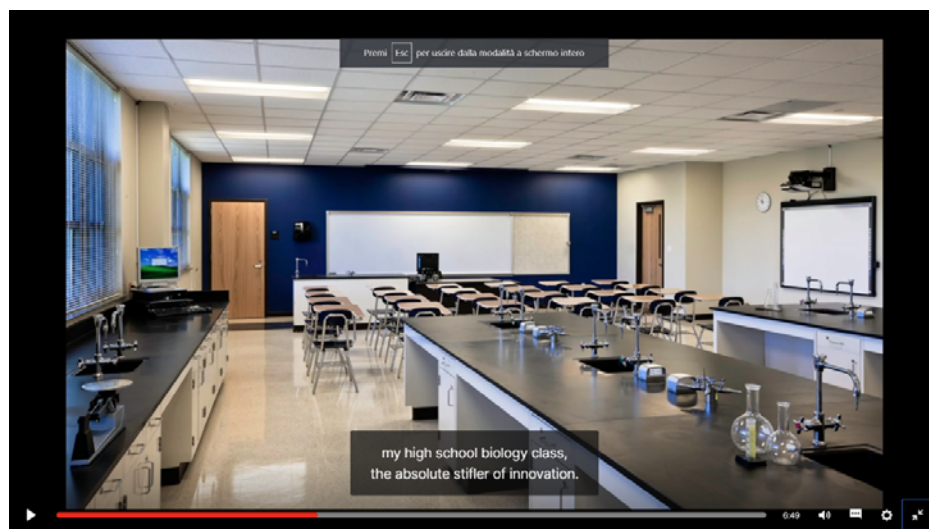 Premi Esc per uscire dalla modalità a schermo intero
my high school biology class,
the absolute stifler of innovation.
6:49